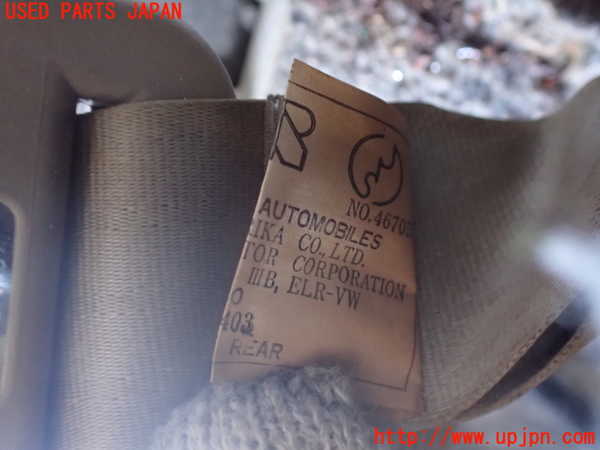 USED PARTS JAPAN
R
NO.4670
AUTOMOBILES
IKA CO., LTD.
TOR CORPORATION
IIIB, ELR-VW
O
403
REAR
http://www.upjpn.com/